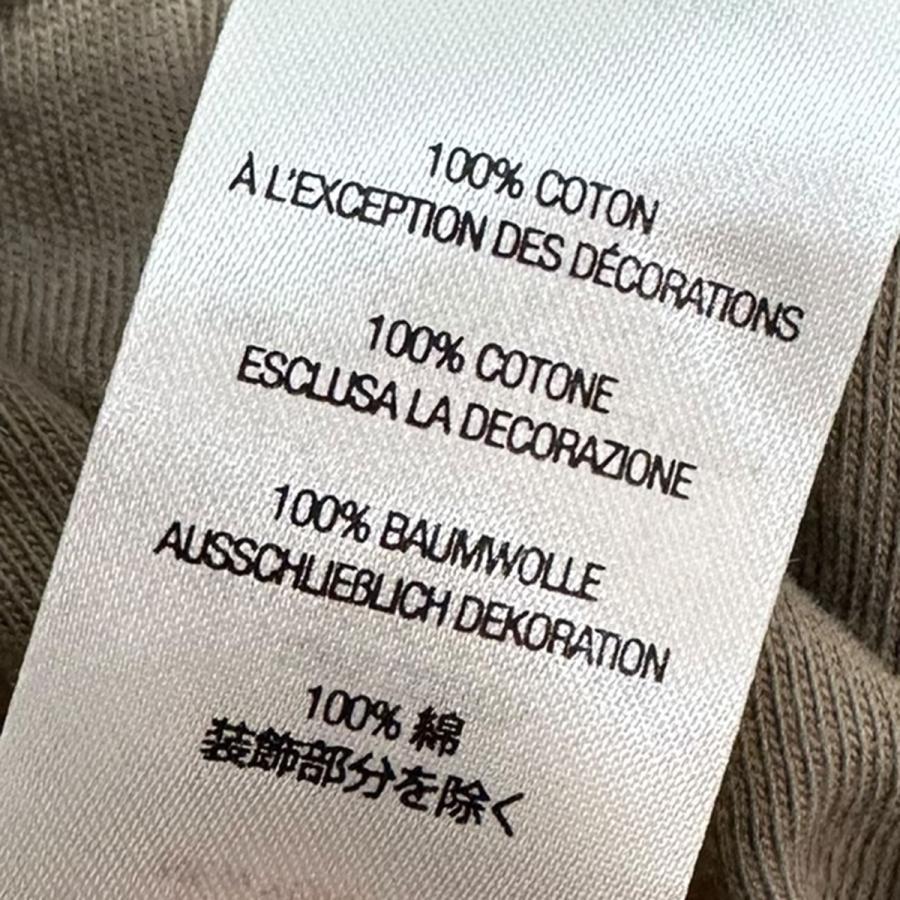 100% COTON
À L'EXCEPTION DES DÉCORATIONS
100% COTONE
ESCLUSA LA DECORAZIONE
100% BAUMWOLLE
AUSSCHLIEßLICH DEKORATION
100% 綿
装飾部分を除く